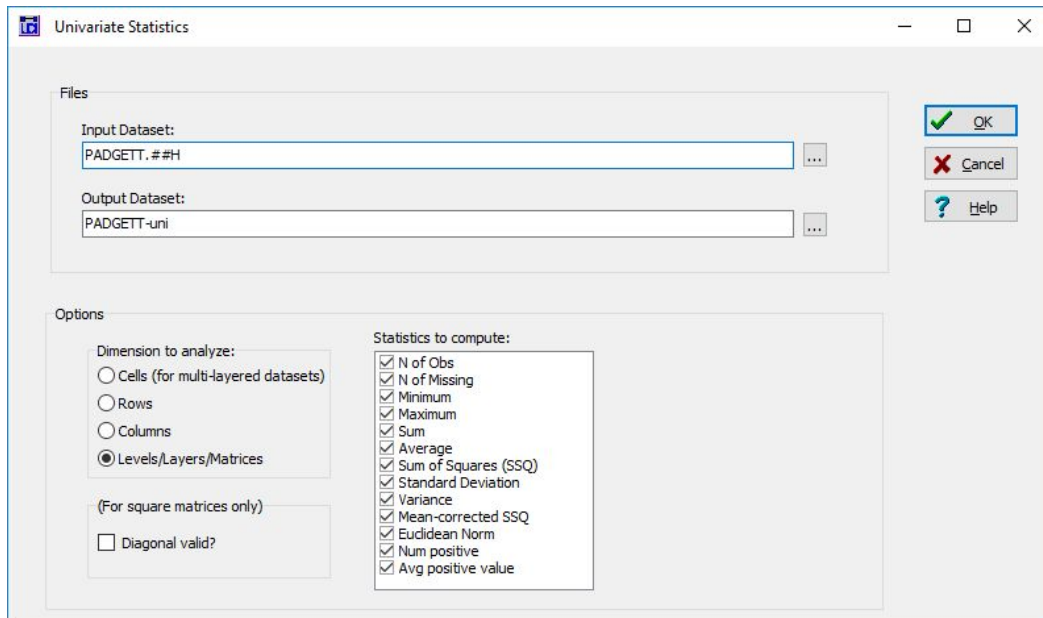 Univariate Statistics
Files
Input Dataset:
PADGETT.##H
...
Output Dataset:
PADGETT-uni
...
OK
Cancel
Help
Options
Dimension to analyze:
Cells (for multi-layered datasets)
Rows
Columns
Levels/Layers/Matrices
(For square matrices only)
Diagonal valid?
Statistics to compute:
N of Obs
N of Missing
Minimum
Maximum
Sum
Average
Sum of Squares (SSQ)
Standard Deviation
Variance
Mean-corrected SSQ
Euclidean Norm
Num positive
Avg positive value